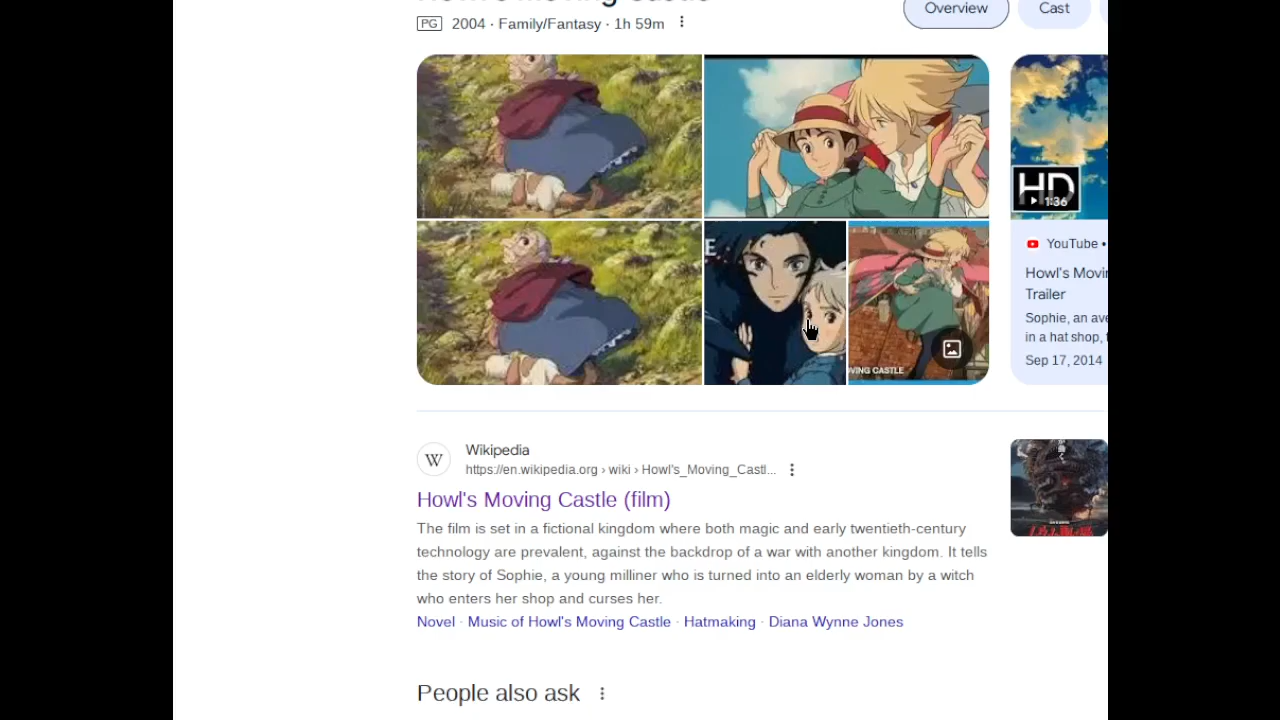 PG 2004 · Family/Fantasy · 1h 59m
Overview
Cast
HD
1:36
YouTube •
Howl's Movin
Trailer
Sophie, an ave
in a hat shop,
Sep 17, 2014
E
OVING CASTLE
W
Wikipedia
https://en.wikipedia.org › wiki › Howl's_Moving_Castl...
Howl's Moving Castle (film)
The film is set in a fictional kingdom where both magic and early twentieth-century
technology are prevalent, against the backdrop of a war with another kingdom. It tells
the story of Sophie, a young milliner who is turned into an elderly woman by a witch
who enters her shop and curses her.
Novel · Music of Howl's Moving Castle · Hatmaking · Diana Wynne Jones
People also ask